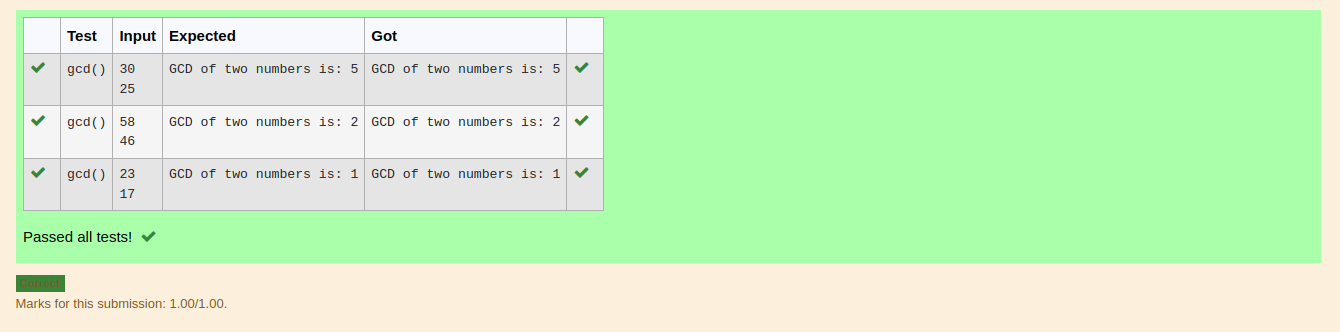 Test Input Expected Got
gcd() 30 GCD of two numbers is: 5 GCD of two numbers is: 5
25
gcd() 58 GCD of two numbers is: 2 GCD of two numbers is: 2
46
gcd() 23 GCD of two numbers is: 1 GCD of two numbers is: 1
17
Passed all tests!
Correct
Marks for this submission: 1.00/1.00.